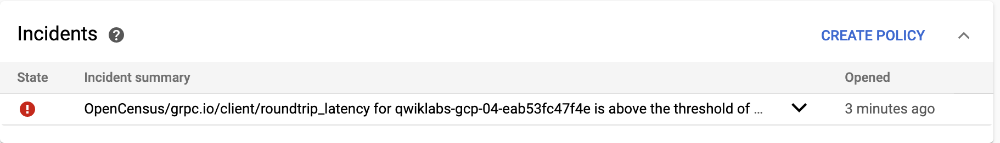 Incidents ?
CREATE POLICY
State Incident summary Opened
OpenCensus/grpc.io/client/roundtrip_latency for qwiklabs-gcp-04-eab53fc47f4e is above the threshold of ... 3 minutes ago